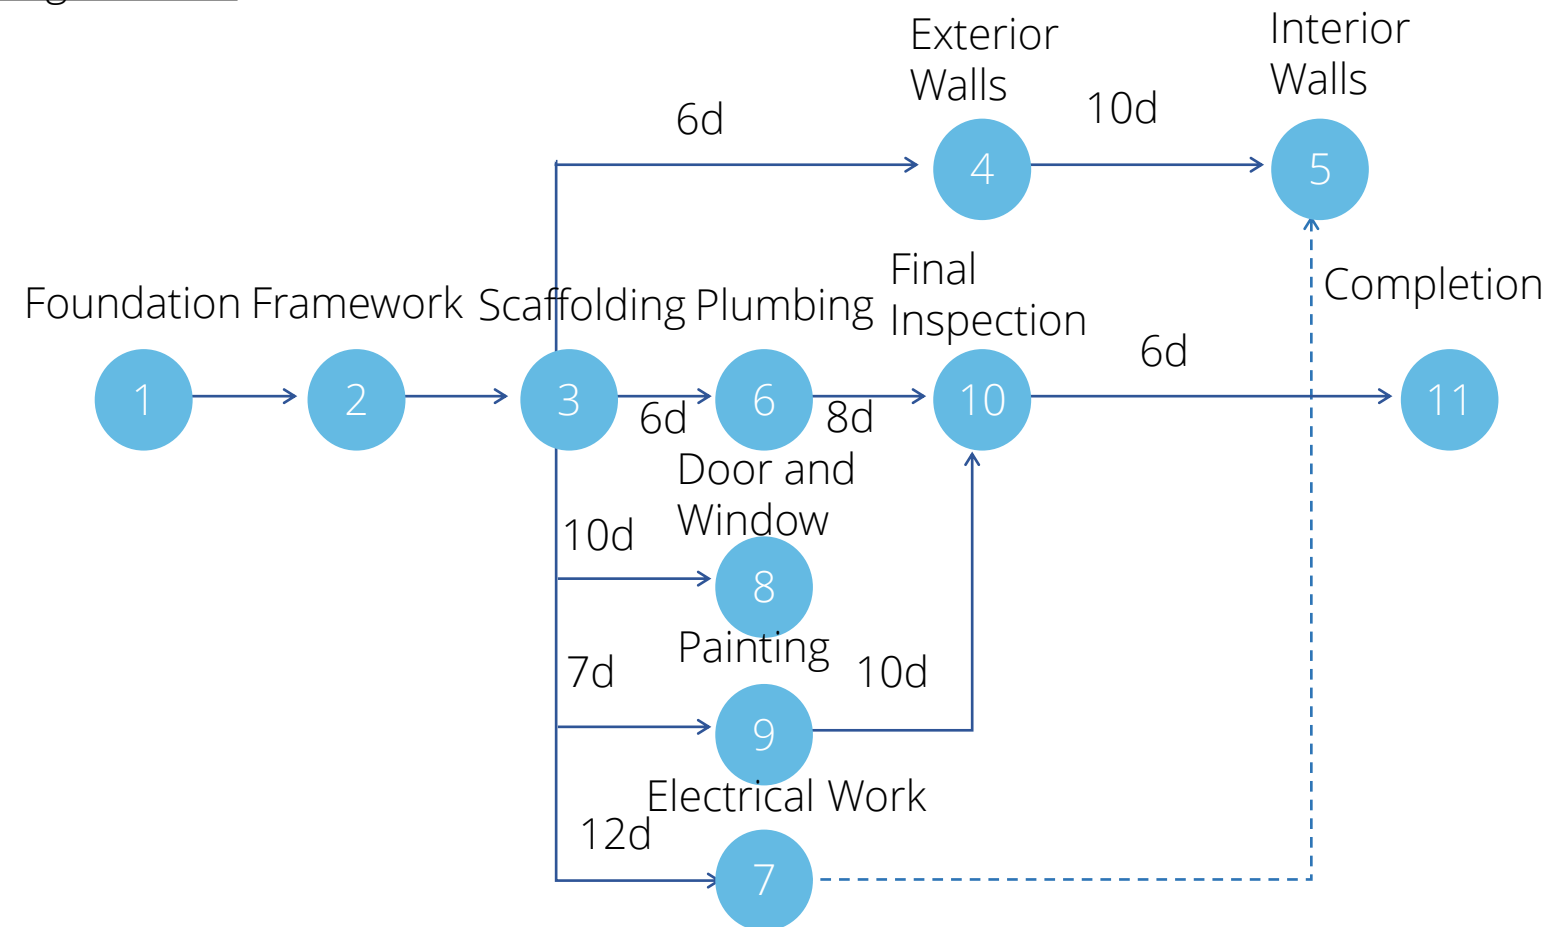 Exterior
Walls
Interior
Walls
6d
10d
4
5
Final
Inspection
Completion
Foundation
Framework
Scaffolding
Plumbing
6d
1
2
3
6
10
11
6d
8d
Door and
Window
10d
8
Painting
7d
10d
9
Electrical Work
12d
7